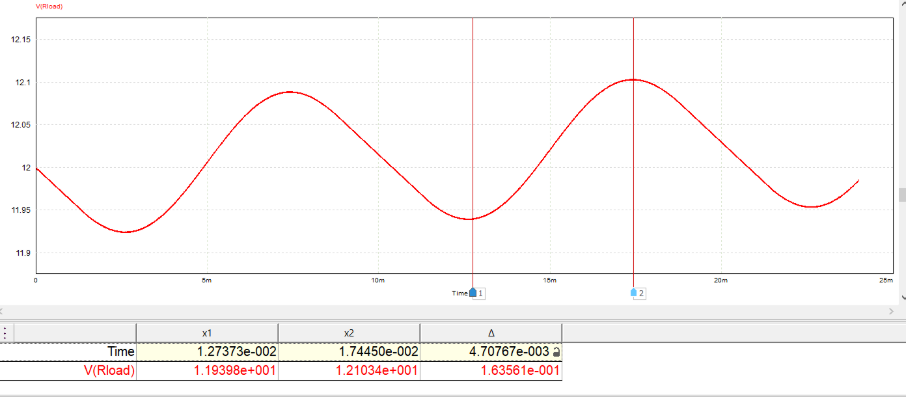 V(Rload)
12.15
12.1
12.05
12
11.95
11.9
0 5m 10m 15m 20m 25m
Time 1 2
x1 x2 Δ
Time 1.27373e-002 1.74450e-002 4.70767e-003
V(Rload) 1.19398e+001 1.21034e+001 1.63561e-001